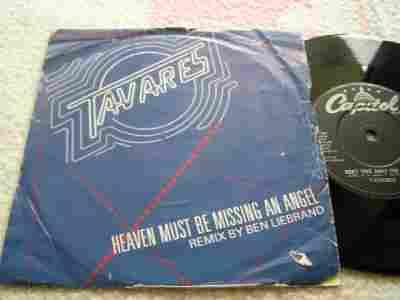 TAVARES
HEAVEN MUST BE MISSING AN ANGEL
REMIX BY BEN LIEBRAND
Capitol